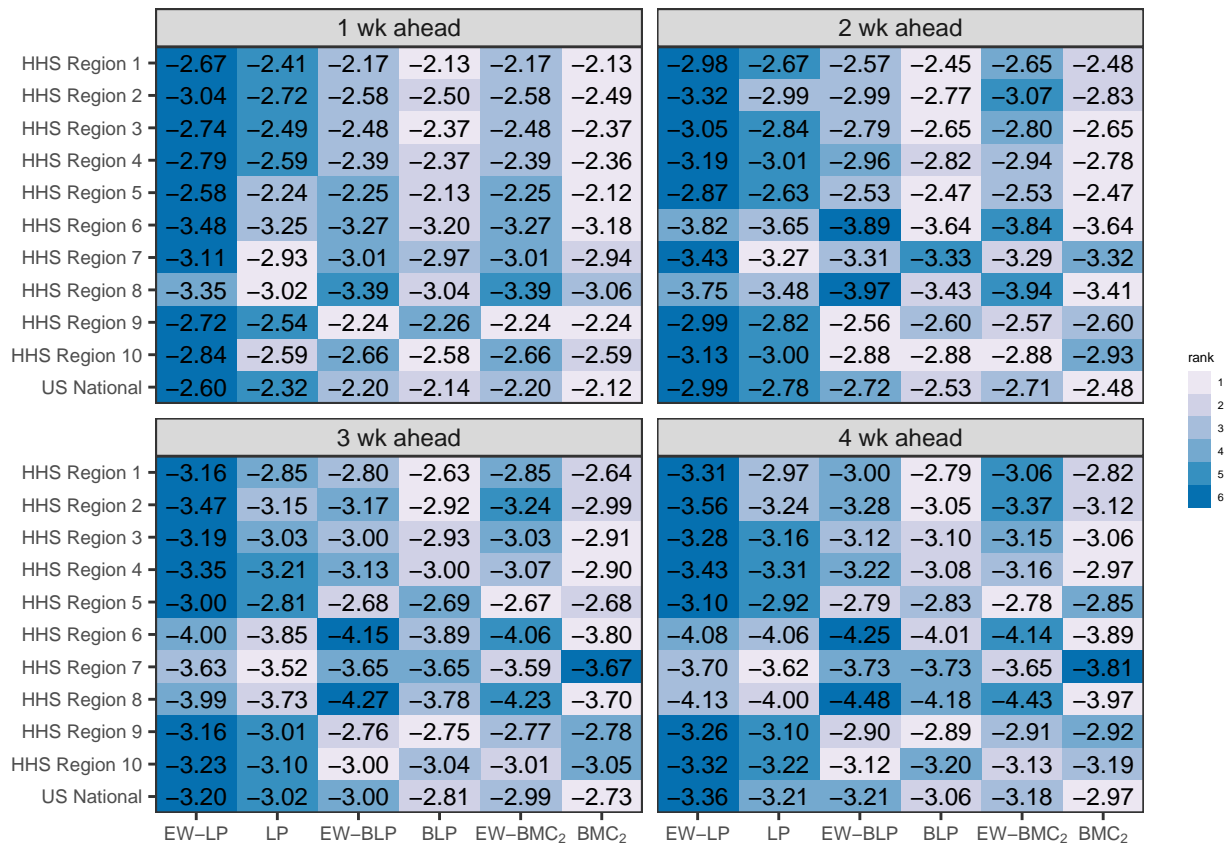 1 wk ahead 2 wk ahead
HHS Region 1 −2.67 −2.41 −2.17 −2.13 −2.17 −2.13 −2.98 −2.67 −2.57 −2.45 −2.65 −2.48
HHS Region 2 −3.04 −2.72 −2.58 −2.50 −2.58 −2.49 −3.32 −2.99 −2.99 −2.77 −3.07 −2.83
HHS Region 3 −2.74 −2.49 −2.48 −2.37 −2.48 −2.37 −3.05 −2.84 −2.79 −2.65 −2.80 −2.65
HHS Region 4 −2.79 −2.59 −2.39 −2.37 −2.39 −2.36 −3.19 −3.01 −2.96 −2.82 −2.94 −2.78
HHS Region 5 −2.58 −2.24 −2.25 −2.13 −2.25 −2.12 −2.87 −2.63 −2.53 −2.47 −2.53 −2.47
HHS Region 6 −3.48 −3.25 −3.27 −3.20 −3.27 −3.18 −3.82 −3.65 −3.89 −3.64 −3.84 −3.64
HHS Region 7 −3.11 −2.93 −3.01 −2.97 −3.01 −2.94 −3.43 −3.27 −3.31 −3.33 −3.29 −3.32
HHS Region 8 −3.35 −3.02 −3.39 −3.04 −3.39 −3.06 −3.75 −3.48 −3.97 −3.43 −3.94 −3.41
HHS Region 9 −2.72 −2.54 −2.24 −2.26 −2.24 −2.24 −2.99 −2.82 −2.56 −2.60 −2.57 −2.60
HHS Region 10 −2.84 −2.59 −2.66 −2.58 −2.66 −2.59 −3.13 −3.00 −2.88 −2.88 −2.88 −2.93
US National −2.60 −2.32 −2.20 −2.14 −2.20 −2.12 −2.99 −2.78 −2.72 −2.53 −2.71 −2.48
rank
1
2
3
4
5
6
3 wk ahead 4 wk ahead
HHS Region 1 −3.16 −2.85 −2.80 −2.63 −2.85 −2.64 −3.31 −2.97 −3.00 −2.79 −3.06 −2.82
HHS Region 2 −3.47 −3.15 −3.17 −2.92 −3.24 −2.99 −3.56 −3.24 −3.28 −3.05 −3.37 −3.12
HHS Region 3 −3.19 −3.03 −3.00 −2.93 −3.03 −2.91 −3.28 −3.16 −3.12 −3.10 −3.15 −3.06
HHS Region 4 −3.35 −3.21 −3.13 −3.00 −3.07 −2.90 −3.43 −3.31 −3.22 −3.08 −3.16 −2.97
HHS Region 5 −3.00 −2.81 −2.68 −2.69 −2.67 −2.68 −3.10 −2.92 −2.79 −2.83 −2.78 −2.85
HHS Region 6 −4.00 −3.85 −4.15 −3.89 −4.06 −3.80 −4.08 −4.06 −4.25 −4.01 −4.14 −3.89
HHS Region 7 −3.63 −3.52 −3.65 −3.65 −3.59 −3.67 −3.70 −3.62 −3.73 −3.73 −3.65 −3.81
HHS Region 8 −3.99 −3.73 −4.27 −3.78 −4.23 −3.70 −4.13 −4.00 −4.48 −4.18 −4.43 −3.97
HHS Region 9 −3.16 −3.01 −2.76 −2.75 −2.77 −2.78 −3.26 −3.10 −2.90 −2.89 −2.91 −2.92
HHS Region 10 −3.23 −3.10 −3.00 −3.04 −3.01 −3.05 −3.32 −3.22 −3.12 −3.20 −3.13 −3.19
US National −3.20 −3.02 −3.00 −2.81 −2.99 −2.73 −3.36 −3.21 −3.21 −3.06 −3.18 −2.97
EW−LP LP EW−BLP BLP EW−BMC₂ BMC₂ EW−LP LP EW−BLP BLP EW−BMC₂ BMC₂